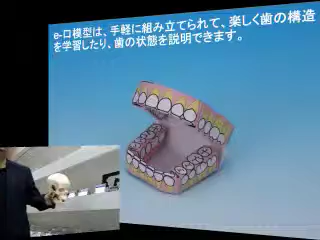 e-口模型は、手軽に組み立てられて、楽しく歯の構造
を学習したり、歯の状態を説明できます。